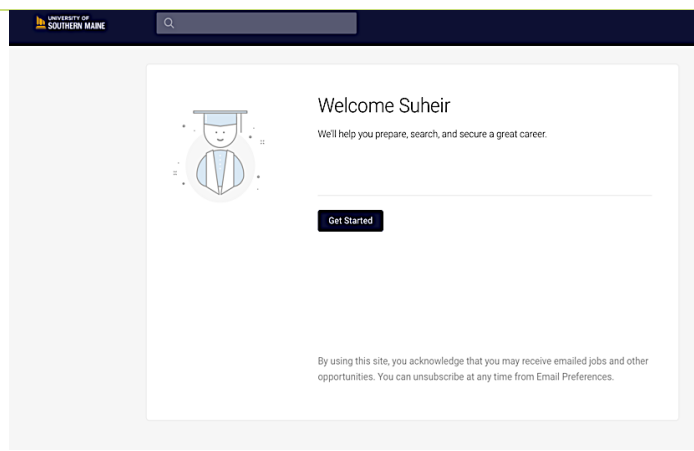 UNIVERSITY OF
SOUTHERN MAINE
Welcome Suheir
We'll help you prepare, search, and secure a great career.
Get Started
By using this site, you acknowledge that you may receive emailed jobs and other
opportunities. You can unsubscribe at any time from Email Preferences.